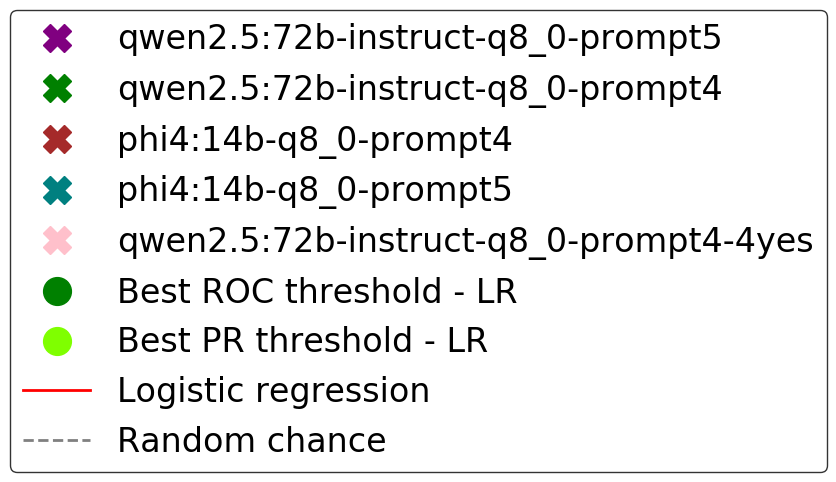 qwen2.5:72b-instruct-q8_0-prompt5
qwen2.5:72b-instruct-q8_0-prompt4
phi4:14b-q8_0-prompt4
phi4:14b-q8_0-prompt5
qwen2.5:72b-instruct-q8_0-prompt4-4yes
Best ROC threshold - LR
Best PR threshold - LR
Logistic regression
Random chance